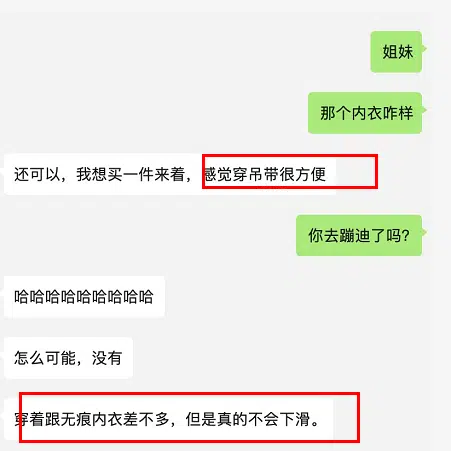 姐妹
那个内衣咋样
还可以，我想买一件来着，感觉穿吊带很方便
你去蹦迪了吗？
哈哈哈哈哈哈哈哈哈
怎么可能，没有
穿着跟无痕内衣差不多，但是真的不会下滑。